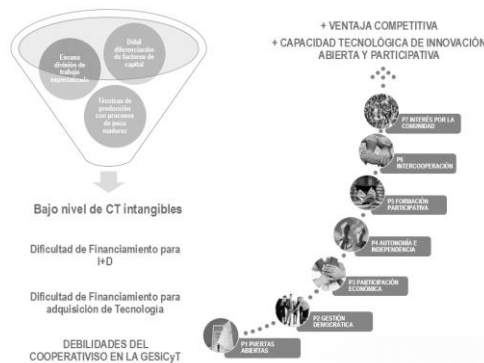 Escasa
división de
trabajo
especializado
Débil
diferenciación
de factores de
capital
Técnicas de
producción
con procesos
de poca
madurez
Bajo nivel de CT intangibles
Dificultad de Financiamiento para
I+D
Dificultad de Financiamiento para
adquisición de Tecnología
DEBILIDADES DEL
COOPERATIVISO EN LA GESiCyT
+ VENTAJA COMPETITIVA
+ CAPACIDAD TECNOLÓGICA DE INNOVACIÓN
ABIERTA Y PARTICIPATIVA
P7 INTERÉS POR LA
COMUNIDAD
P6
INTERCOOPERACIÓN
P5 FORMACIÓN
PARTICIPATIVA
P4 AUTONOMÍA E
INDEPENDENCIA
P3 PARTICIPACIÓN
ECONÓMICA
P2 GESTIÓN
DEMOCRÁTICA
P1 PUERTAS
ABIERTAS